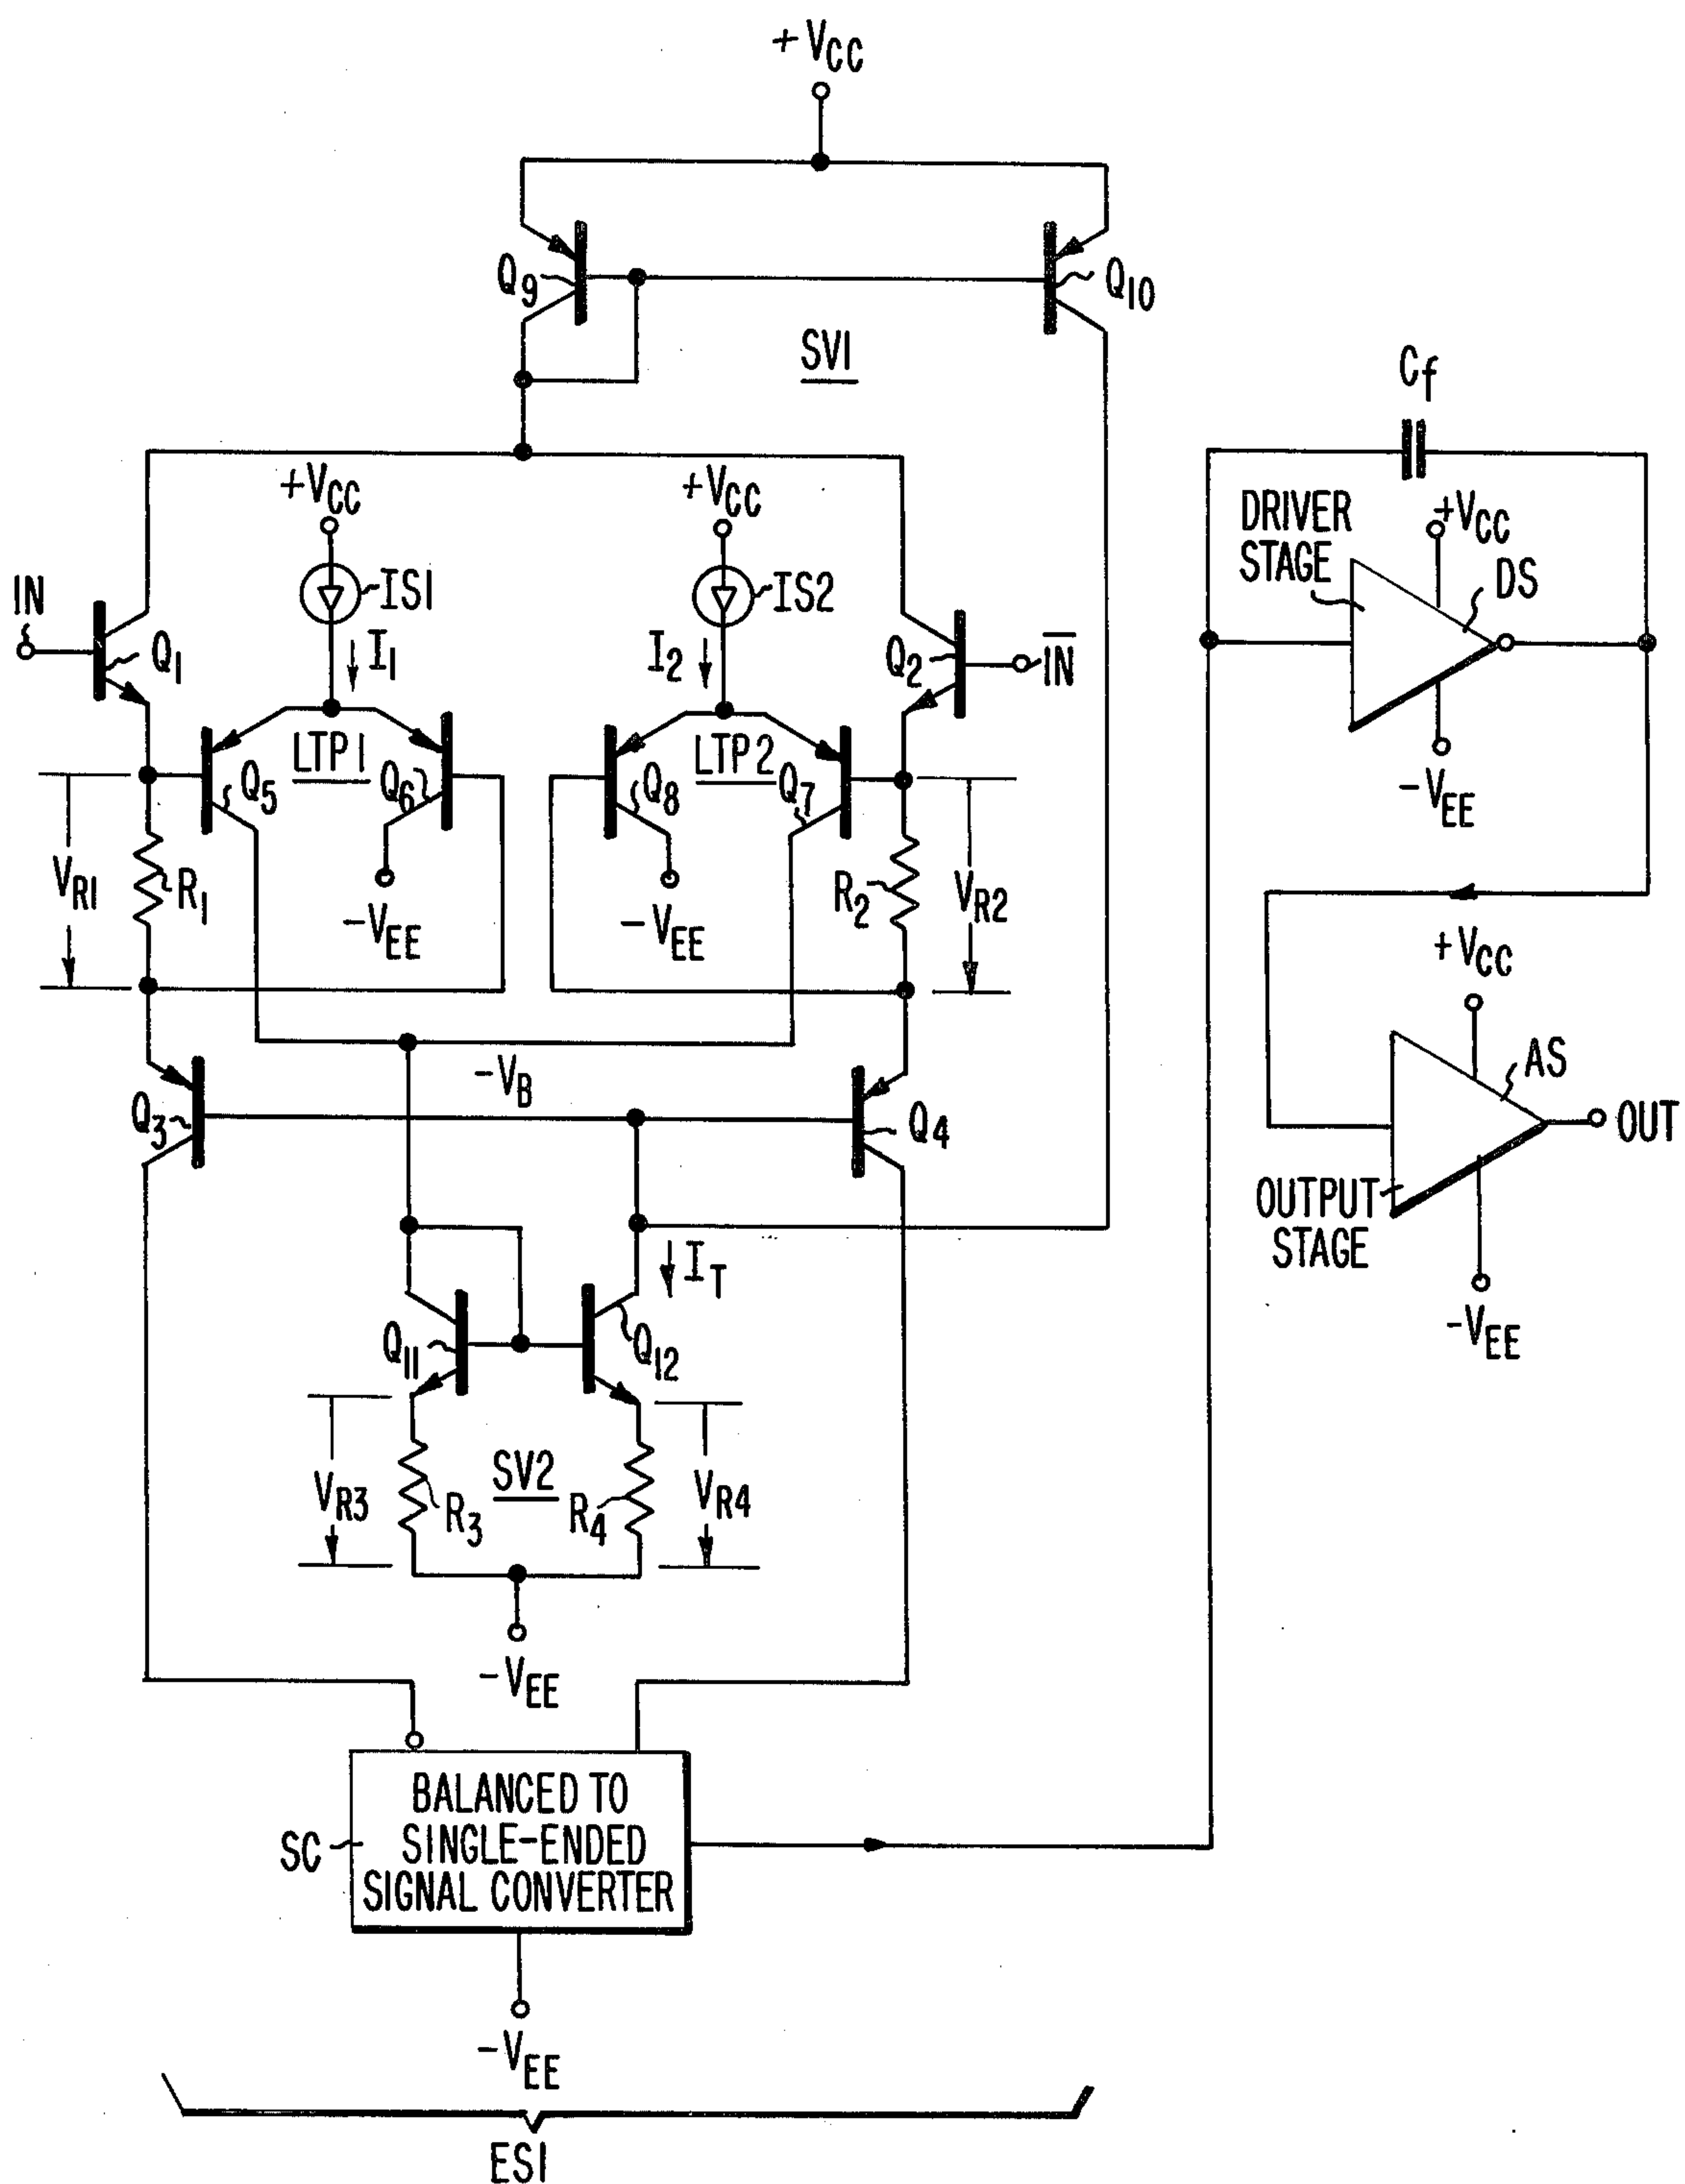 +VCC
Q9
Q10
SV1
Cf
+VCC
+VCC
DRIVER
STAGE
+VCC
DS
IN
IS1
IS2
Q1
I1
I2
Q2
IN
LTP1
LTP2
Q5
Q6
Q8
Q7
-VEE
VR1
R1
R2
VR2
-VEE
-VEE
+VCC
-VB
AS
Q3
Q4
OUT
OUTPUT
STAGE
IT
-VEE
Q11
Q12
VR3
R3
SV2
R4
VR4
-VEE
BALANCED TO
SINGLE-ENDED
SIGNAL CONVERTER
SC
-VEE
ES1